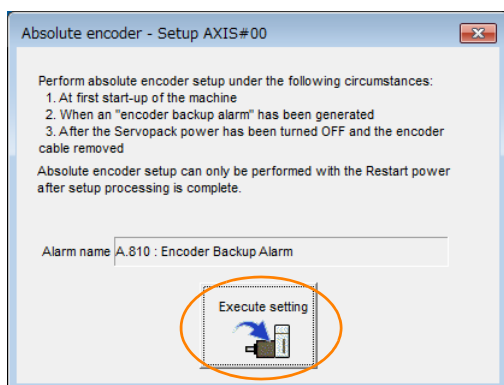 Absolute encoder - Setup AXIS#00
Perform absolute encoder setup under the following circumstances:
1. At first start-up of the machine
2. When an "encoder backup alarm" has been generated
3. After the Servopack power has been turned OFF and the encoder
cable removed
Absolute encoder setup can only be performed with the Restart power
after setup processing is complete.
Alarm name A.810 : Encoder Backup Alarm
Execute setting